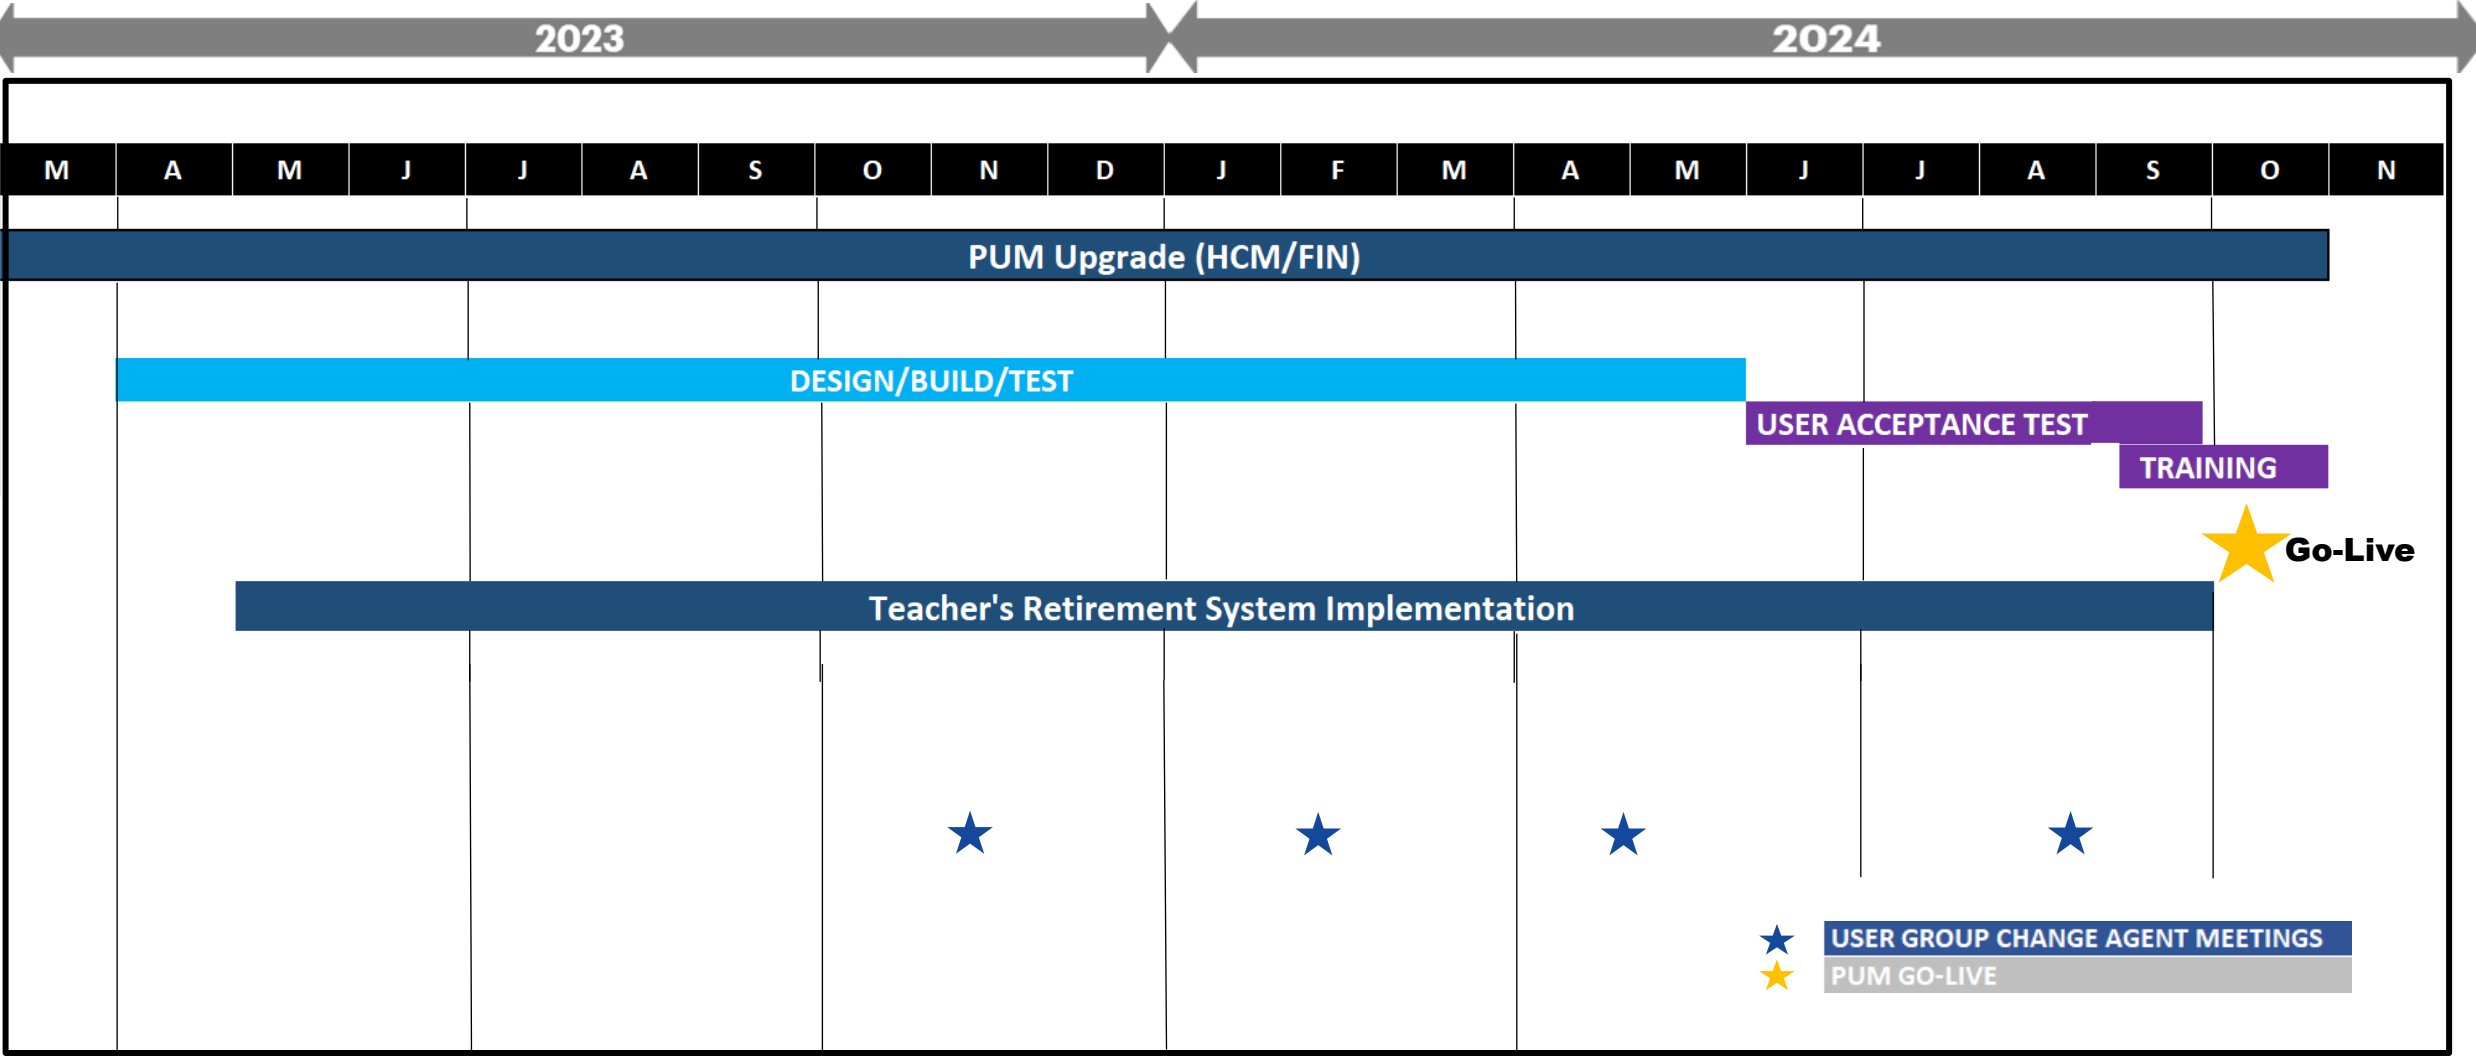 2023 2024
M A M J J A S O N D J F M A M J J A S O N
PUM Upgrade (HCM/FIN)
DESIGN/BUILD/TEST
USER ACCEPTANCE TEST
TRAINING
Go-Live
Teacher's Retirement System Implementation
USER GROUP CHANGE AGENT MEETINGS
PUM GO-LIVE